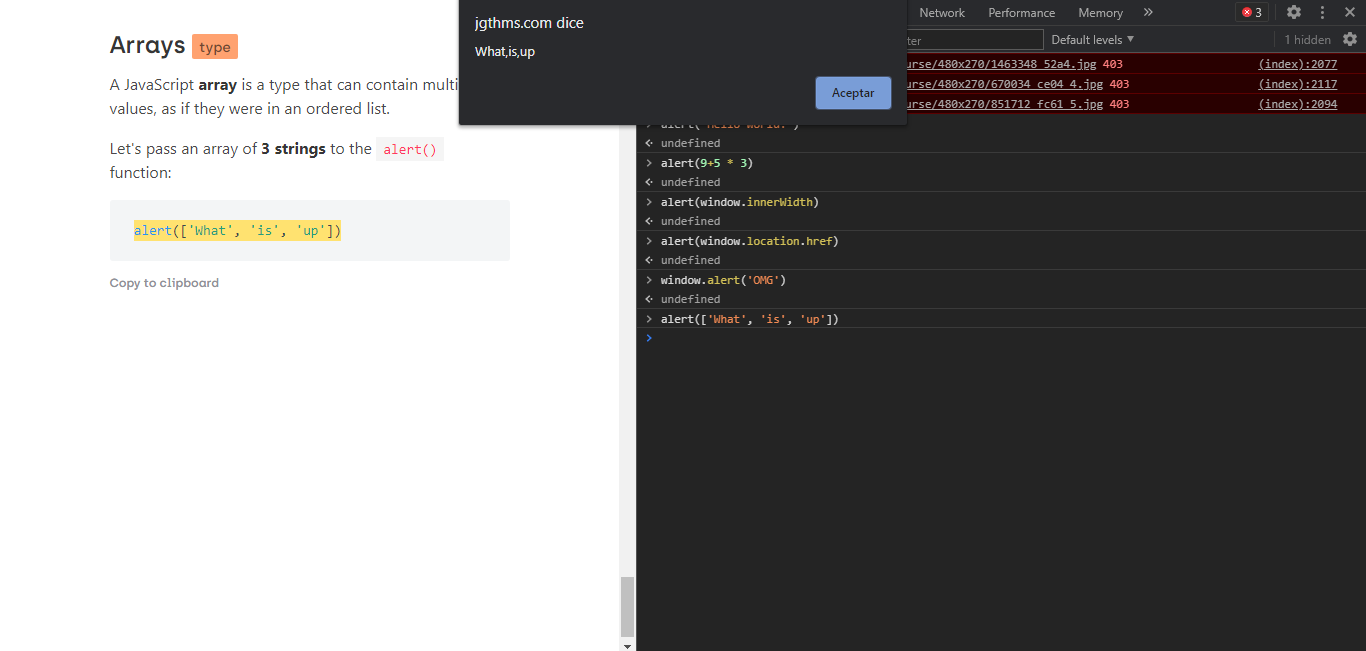 Arrays type
A JavaScript array is a type that can contain multi
values, as if they were in an ordered list.
Let's pass an array of 3 strings to the alert()
function:
alert(['What', 'is', 'up'])
Copy to clipboard
jgthms.com dice
What,is,up
Aceptar
Network Performance Memory » 3
Default levels ▼ 1 hidden
urse/480x270/1463348_52a4.jpg 403 (index):2077
urse/480x270/670034_ce04_4.jpg 403 (index):2117
urse/480x270/851712_fc61_5.jpg 403 (index):2094
undefined
> alert(9+5 * 3)
undefined
> alert(window.innerWidth)
undefined
> alert(window.location.href)
undefined
> window.alert('OMG')
undefined
> alert(['What', 'is', 'up'])
>